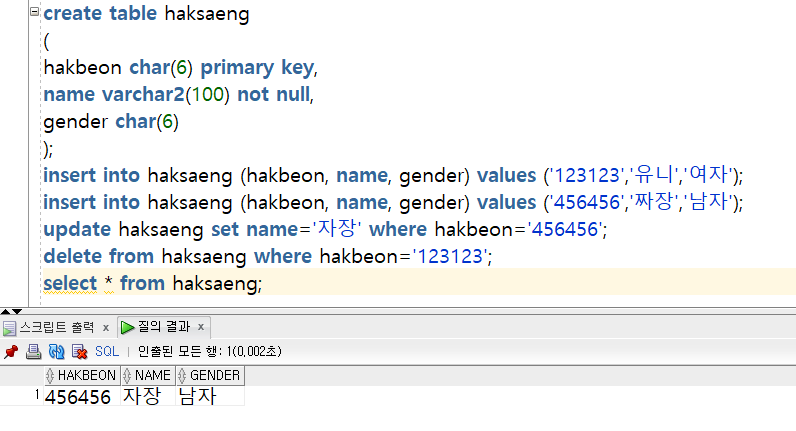 create table haksaeng
(
hakbeon char(6) primary key,
name varchar2(100) not null,
gender char(6)
);
insert into haksaeng (hakbeon, name, gender) values ('123123','유니','여자');
insert into haksaeng (hakbeon, name, gender) values ('456456','짜장','남자');
update haksaeng set name='자장' where hakbeon='456456';
delete from haksaeng where hakbeon='123123';
select * from haksaeng;
스크립트 출력 x 질의 결과 x
SQL | 인출된 모든 행: 1(0,002초)
HAKBEON NAME GENDER
1 456456 자장 남자